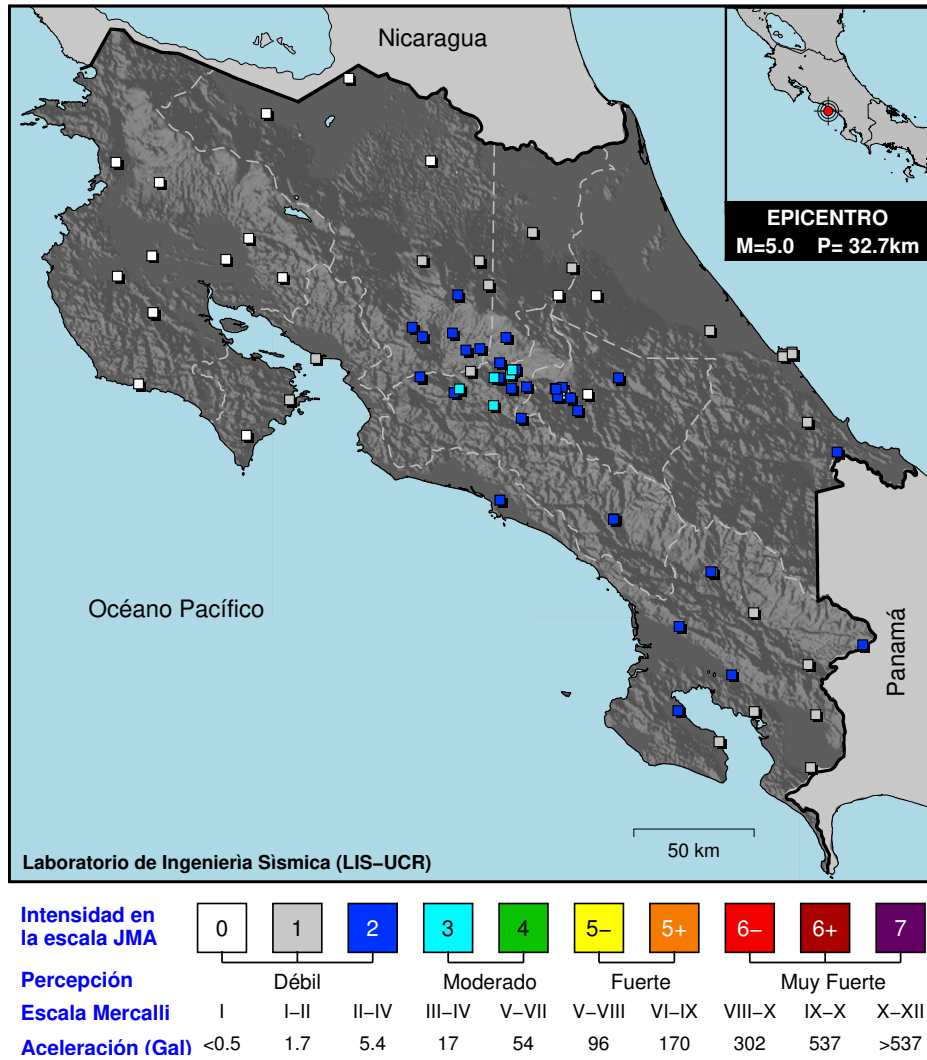 Nicaragua
EPICENTRO
M=5.0 P= 32.7km
Océano Pacífico
Panamá
50 km
Laboratorio de Ingenierìa Sìsmica (LIS−UCR)
Intensidad en
la escala JMA
0 1 2 3 4 5− 5+ 6− 6+ 7
Percepción Débil Moderado Fuerte Muy Fuerte
Escala Mercalli I I−II II−IV III−IV V−VII V−VIII VI−IX VIII−X IX−X X−XII
Aceleración (Gal) <0.5 1.7 5.4 17 54 96 170 302 537 >537